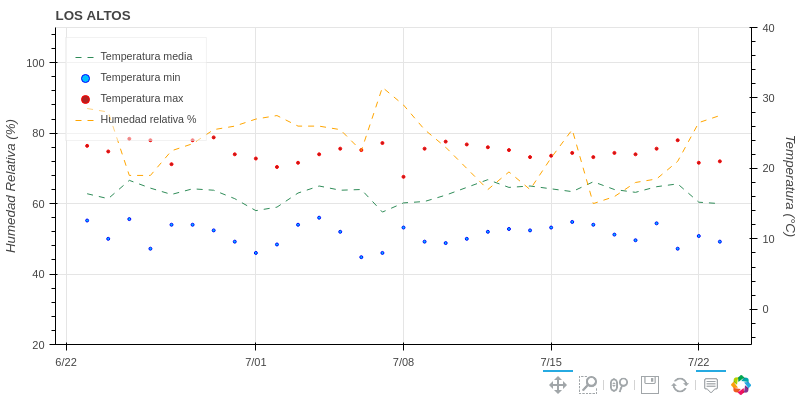 LOS ALTOS
Temperatura media
Temperatura min
Temperatura max
Humedad relativa %
Humedad Relativa (%)
100
80
60
40
20
40
30
20
10
0
Temperatura (°C)
6/22 7/01 7/08 7/15 7/22